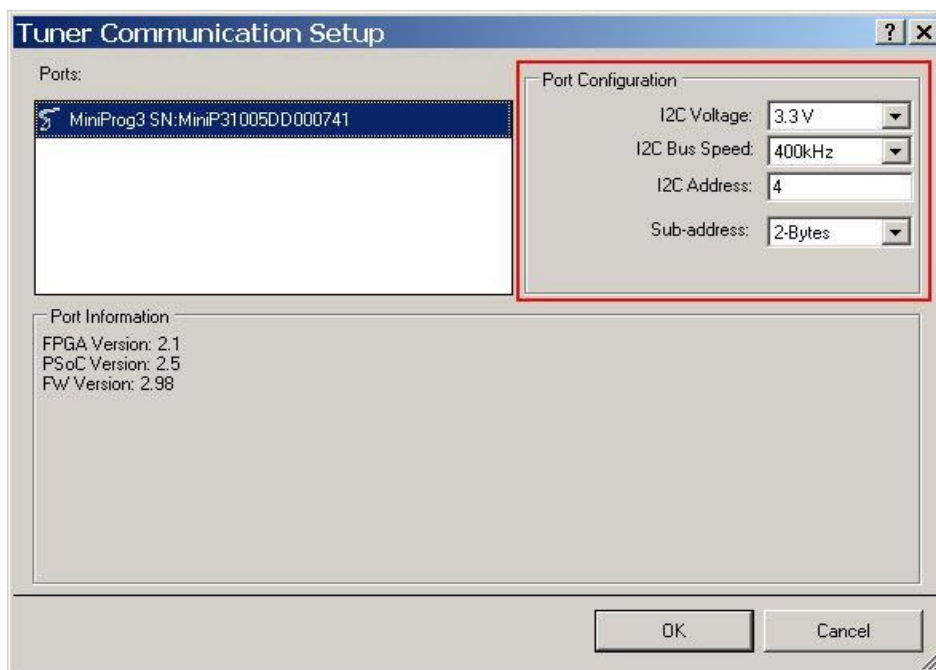 Tuner Communication Setup
Ports:
MiniProg3 SN:MiniP31005DD000741
Port Configuration
I2C Voltage: 3.3 V
I2C Bus Speed: 400kHz
I2C Address: 4
Sub-address: 2-Bytes
Port Information
FPGA Version: 2.1
PSoC Version: 2.5
FW Version: 2.98
OK Cancel